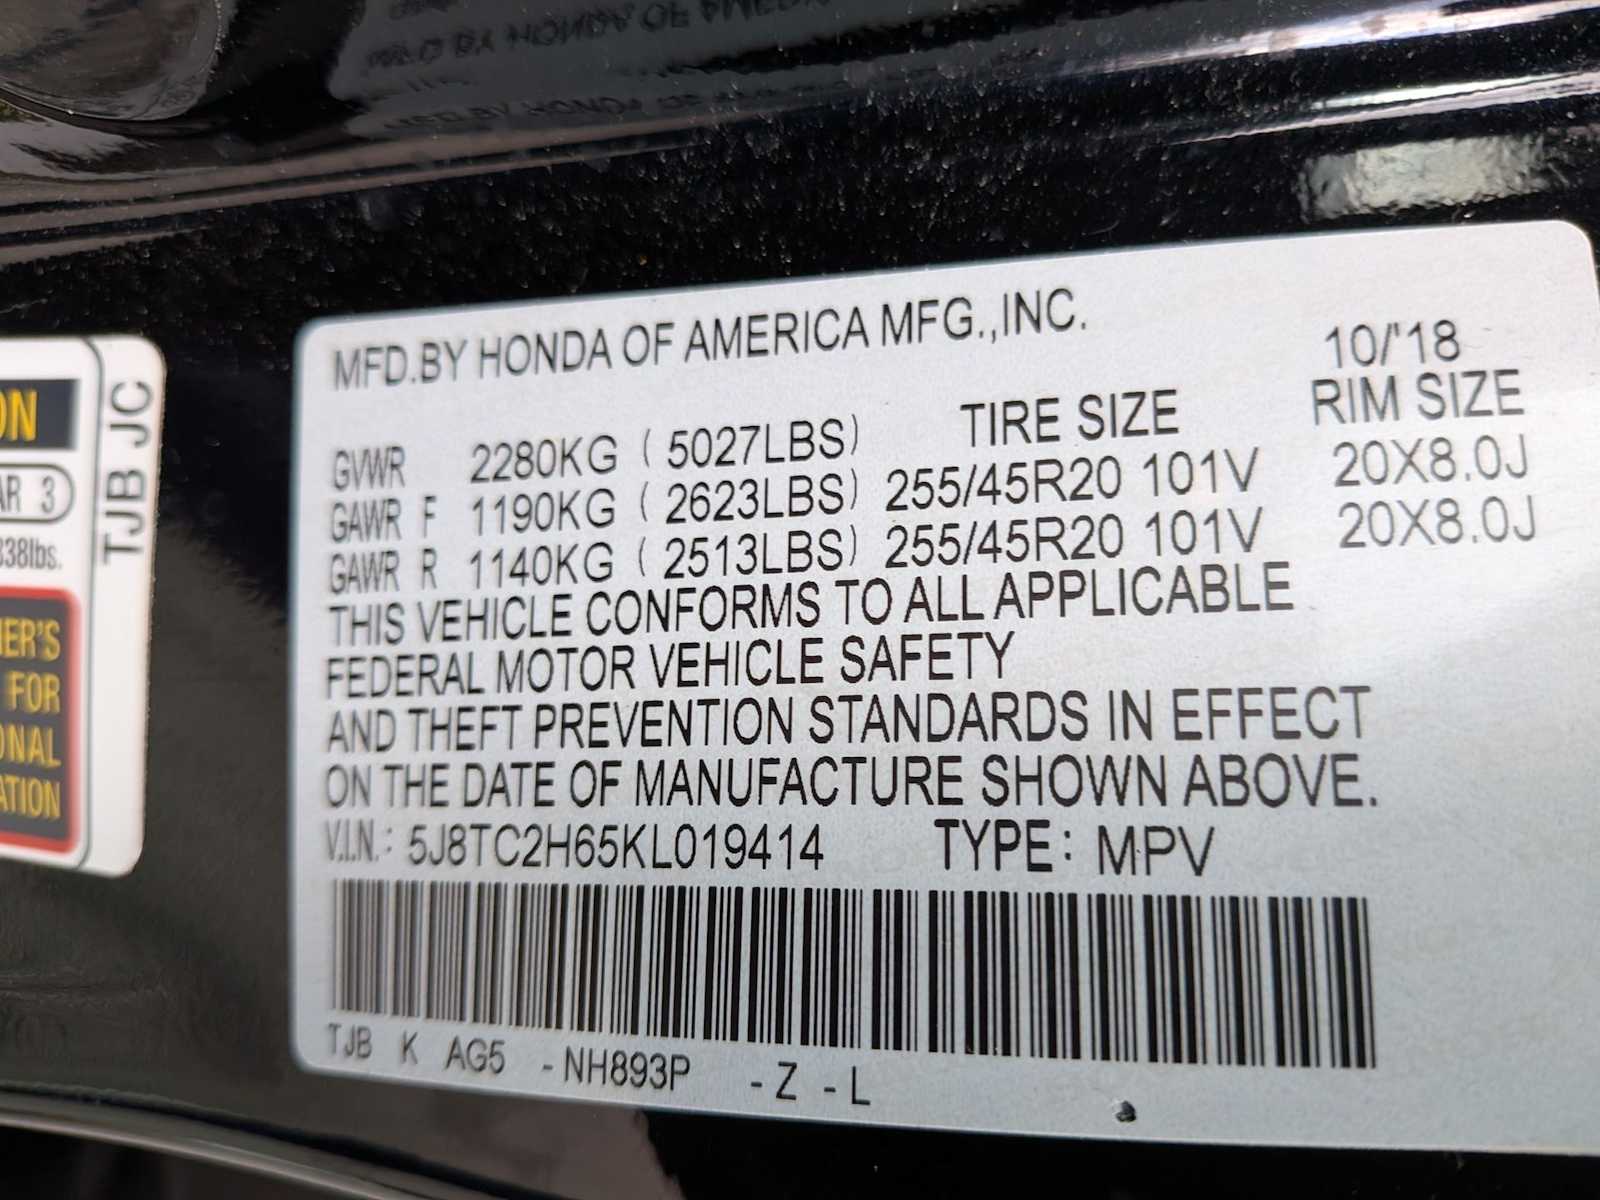 MFD.BY HONDA OF AMERICA MFG.,INC.
10/'18
TIRE SIZE RIM SIZE
GVWR 2280KG ( 5027LBS)
GAWR F 1190KG ( 2623LBS) 255/45R20 101V 20X8.0J
GAWR R 1140KG ( 2513LBS) 255/45R20 101V 20X8.0J
THIS VEHICLE CONFORMS TO ALL APPLICABLE
FEDERAL MOTOR VEHICLE SAFETY
AND THEFT PREVENTION STANDARDS IN EFFECT
ON THE DATE OF MANUFACTURE SHOWN ABOVE.
V.I.N.: 5J8TC2H65KL019414 TYPE: MPV
TJB K AG5 -NH893P -Z -L
TJB JC
3
FOR